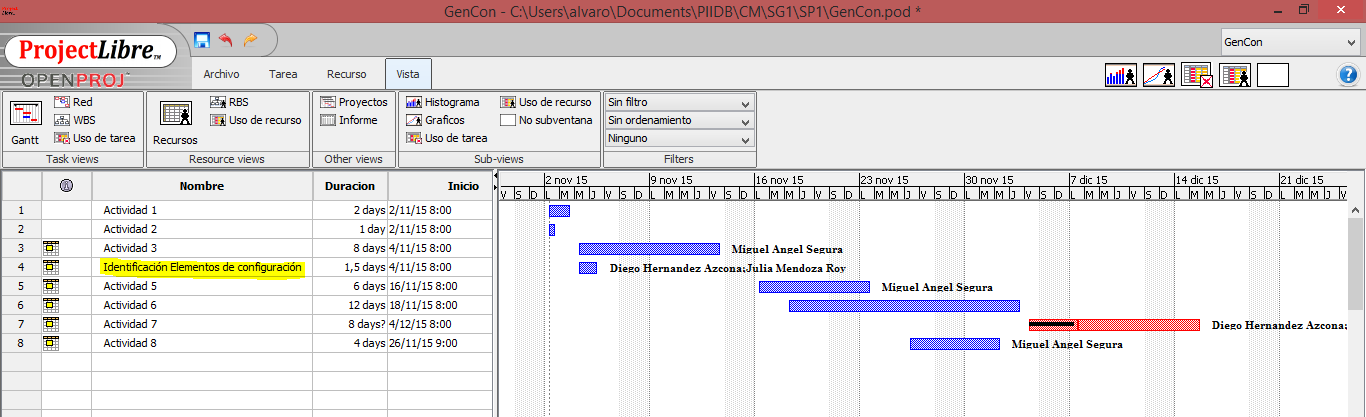 GenCon - C:\Users\alvaro\Documents\PIIDB\CM\SG1\SP1\GenCon.pod *
ProjectLibre TM
OPENPROJ
GenCon
Archivo Tarea Recurso Vista
Gantt
Red
WBS
Uso de tarea
Task views
Recursos
RBS
Uso de recurso
Resource views
Proyectos
Informe
Other views
Histograma
Graficos
Uso de tarea
Uso de recurso
No subventana
Sub-views
Sin filtro
Sin ordenamiento
Ninguno
Filters
Nombre Duracion Inicio
1 Actividad 1 2 days 2/11/15 8:00
2 Actividad 2 1 day 2/11/15 8:00
3 Actividad 3 8 days 4/11/15 8:00
4 Identificación Elementos de configuración 1,5 days 4/11/15 8:00
5 Actividad 5 6 days 16/11/15 8:00
6 Actividad 6 12 days 18/11/15 8:00
7 Actividad 7 8 days? 4/12/15 8:00
8 Actividad 8 4 days 26/11/15 9:00
2 nov 15 9 nov 15 16 nov 15 23 nov 15 30 nov 15 7 dic 15 14 dic 15 21 dic 15
V S D L M M J V S D L M M J V S D L M M J V S D L M M J V S D L M M J V S D L M M J V S D L M M J V S D L M M J V
Miguel Angel Segura
Diego Hernandez Azcona;Julia Mendoza Roy
Miguel Angel Segura
Diego Hernandez Azcona;
Miguel Angel Segura